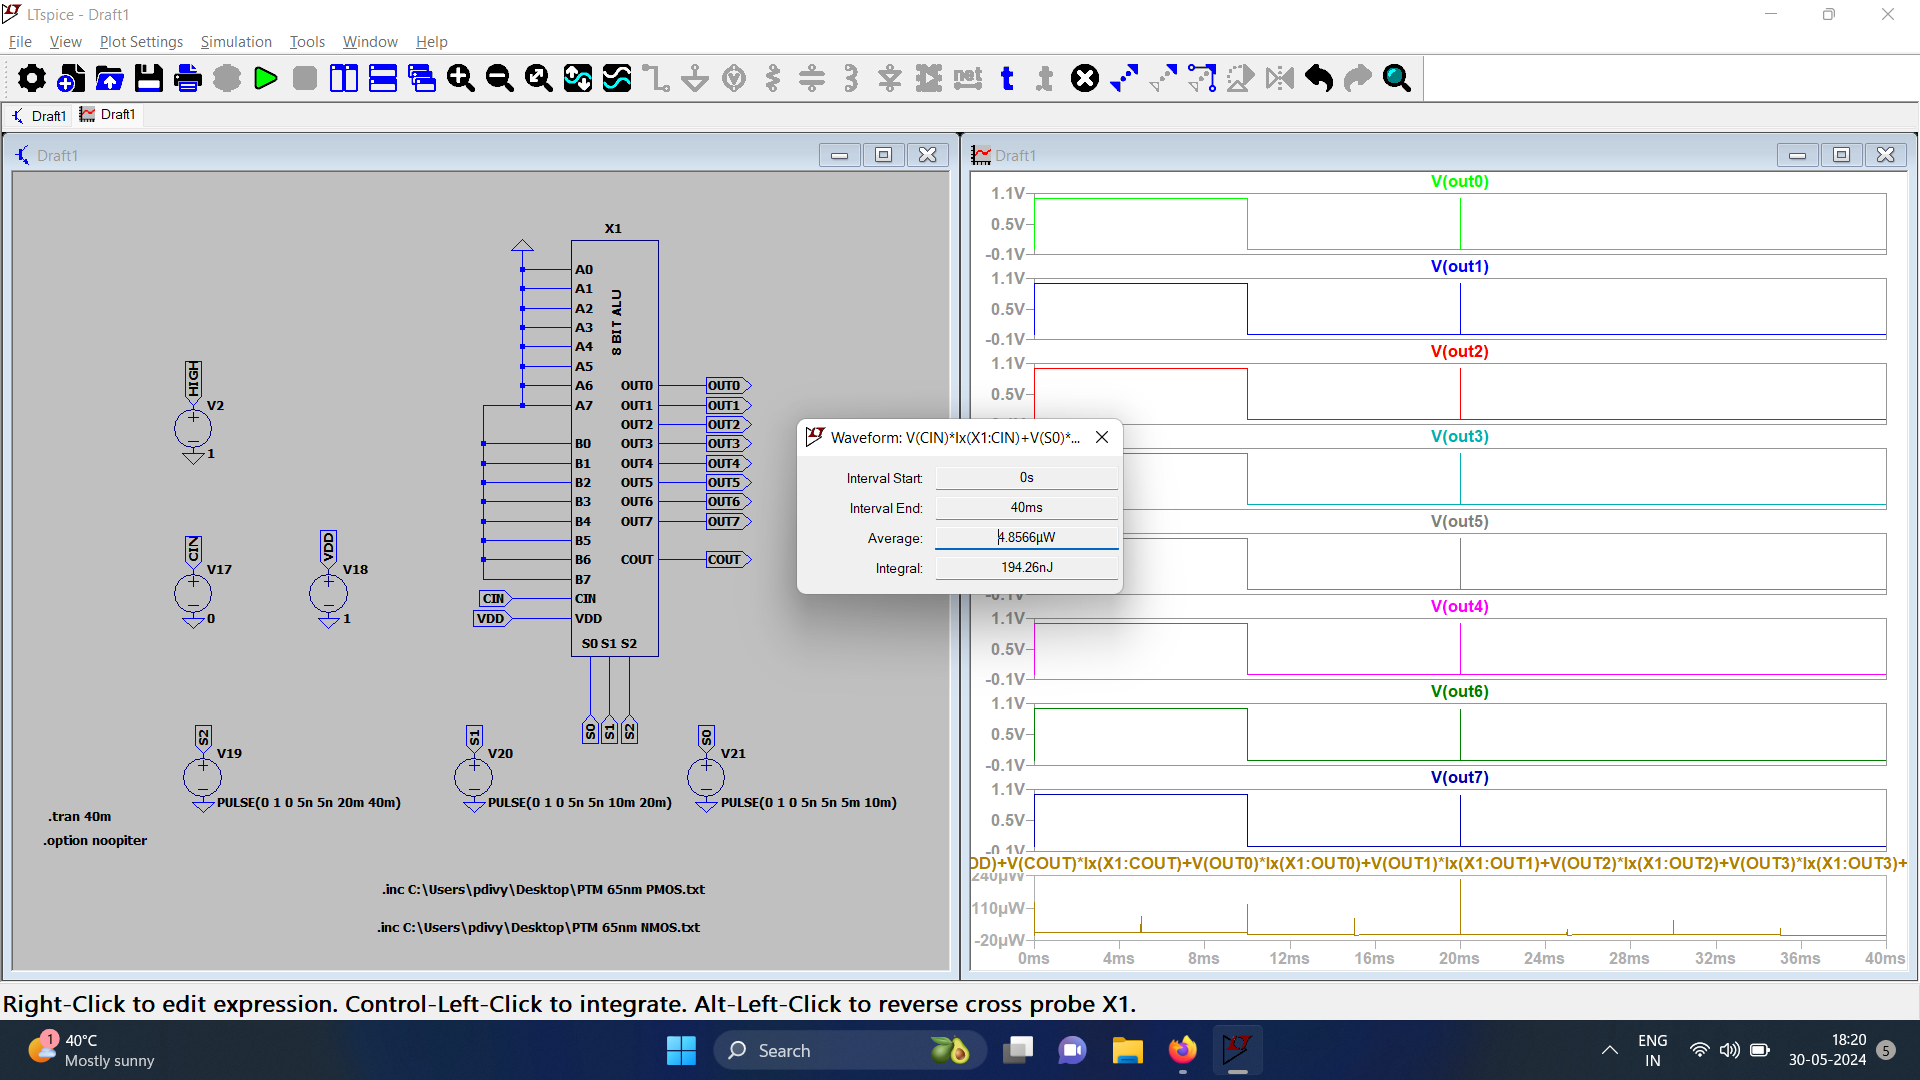 LTspice - Draft1
File View Plot Settings Simulation Tools Window Help
net
Draft1 Draft1
Draft1
X1
8 BIT ALU
A0
A1
A2
A3
A4
A5
A6 OUT0 OUT0
A7 OUT1 OUT1
OUT2 OUT2
B0 OUT3 OUT3
B1 OUT4 OUT4
B2 OUT5 OUT5
B3 OUT6 OUT6
B4 OUT7 OUT7
B5
B6 COUT COUT
B7
CIN CIN
VDD VDD
S0 S1 S2
S0 S1 S2
HIGH
V2
1
CIN
V17
0
VDD
V18
1
S2
V19
PULSE(0 1 0 5n 5n 20m 40m)
S1
V20
PULSE(0 1 0 5n 5n 10m 20m)
S0
V21
PULSE(0 1 0 5n 5n 5m 10m)
.tran 40m
.option noopiter
.inc C:\Users\pdivy\Desktop\PTM 65nm PMOS.txt
.inc C:\Users\pdivy\Desktop\PTM 65nm NMOS.txt
Draft1
V(out0)
1.1V
0.5V
-0.1V
V(out1)
1.1V
0.5V
-0.1V
V(out2)
1.1V
0.5V
V(out3)
V(out5)
V(out4)
1.1V
0.5V
-0.1V
V(out6)
1.1V
0.5V
-0.1V
V(out7)
1.1V
0.5V
-0.1V
DD)+V(COUT)*Ix(X1:COUT)+V(OUT0)*Ix(X1:OUT0)+V(OUT1)*Ix(X1:OUT1)+V(OUT2)*Ix(X1:OUT2)+V(OUT3)*Ix(X1:OUT3)+
240µW
110µW
-20µW
0ms 4ms 8ms 12ms 16ms 20ms 24ms 28ms 32ms 36ms 40ms
Waveform: V(CIN)*Ix(X1:CIN)+V(S0)*...
Interval Start: 0s
Interval End: 40ms
Average: 4.8566µW
Integral: 194.26nJ
Right-Click to edit expression. Control-Left-Click to integrate. Alt-Left-Click to reverse cross probe X1.
1
40°C
Mostly sunny
Search
ENG
IN
18:20
30-05-2024
5